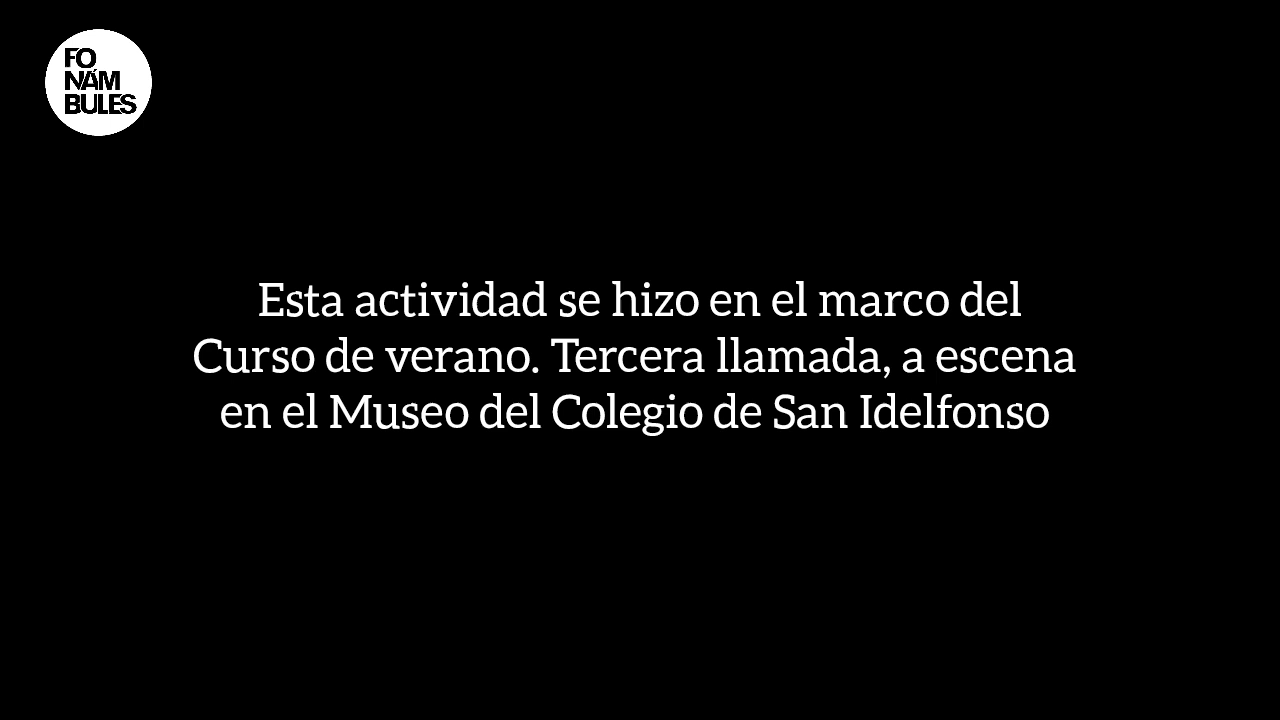 FO
NÁM
BULES
Esta actividad se hizo en el marco del
Curso de verano. Tercera llamada, a escena
en el Museo del Colegio de San Idelfonso